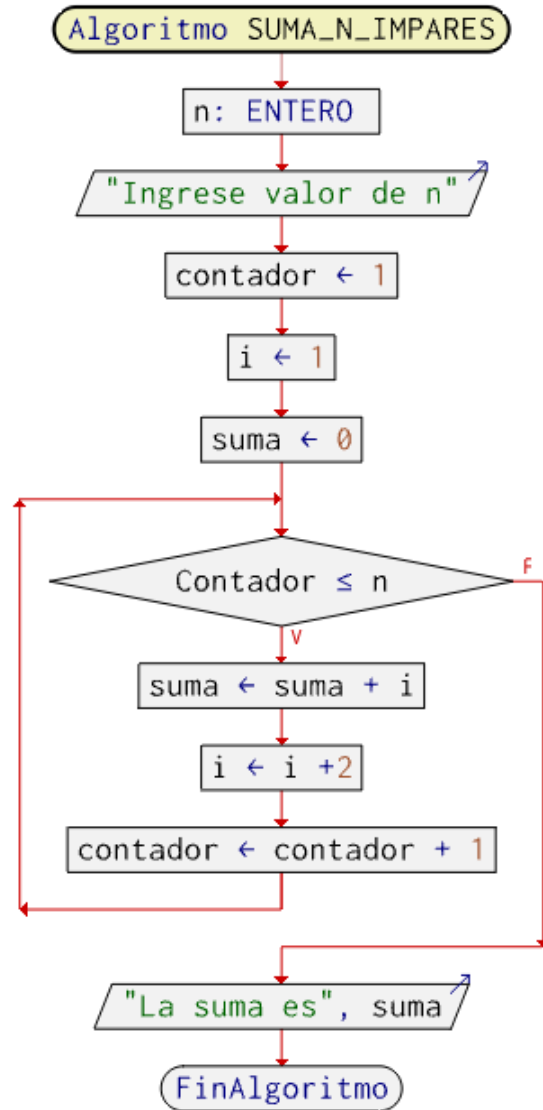 Algoritmo SUMA_N_IMPARES
n: ENTERO
"Ingrese valor de n"
contador ← 1
i ← 1
suma ← 0
Contador ≤ n
F
V
suma ← suma + i
i ← i +2
contador ← contador + 1
"La suma es", suma
FinAlgoritmo